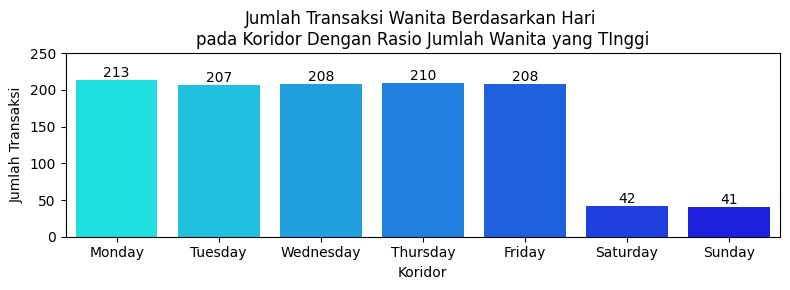 Jumlah Transaksi Wanita Berdasarkan Hari
pada Koridor Dengan Rasio Jumlah Wanita yang TInggi
Jumlah Transaksi
250
200
150
100
50
0
213
207
208
210
208
42
41
Monday Tuesday Wednesday Thursday Friday Saturday Sunday
Koridor